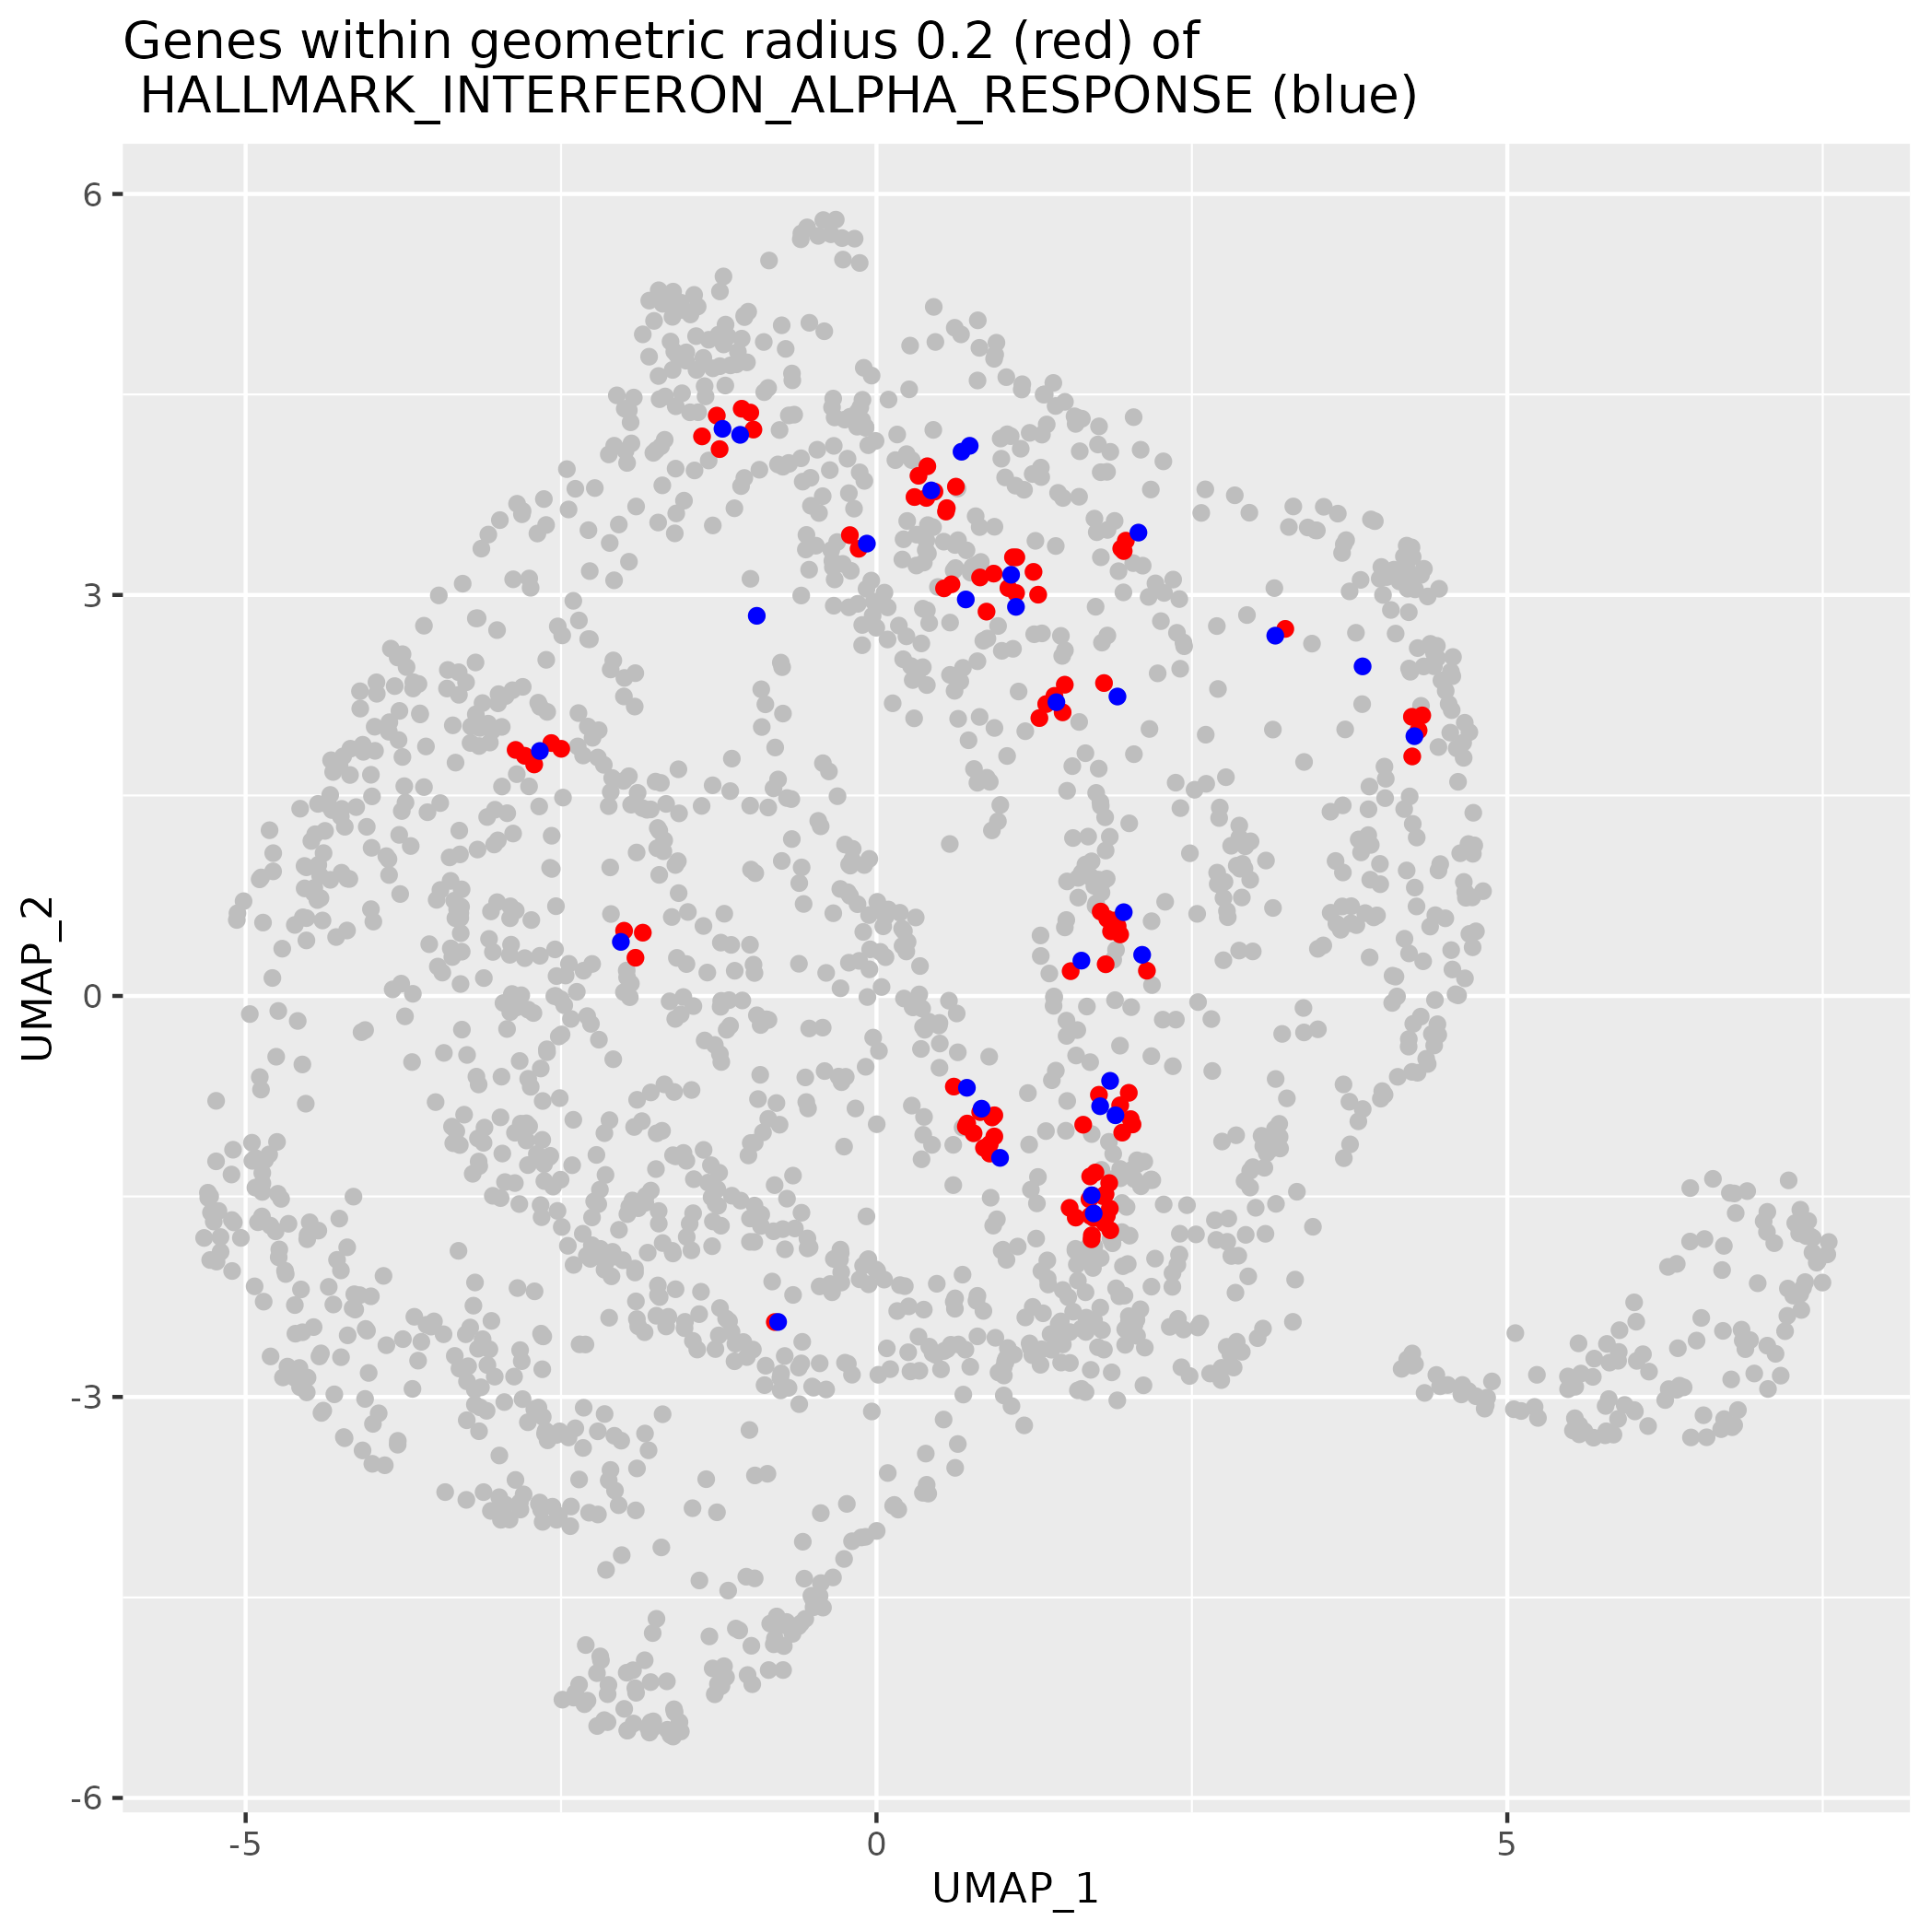 Genes within geometric radius 0.2 (red) of
HALLMARK_INTERFERON_ALPHA_RESPONSE (blue)
6
3
0
-3
-6
UMAP_2
-5
0
5
UMAP_1